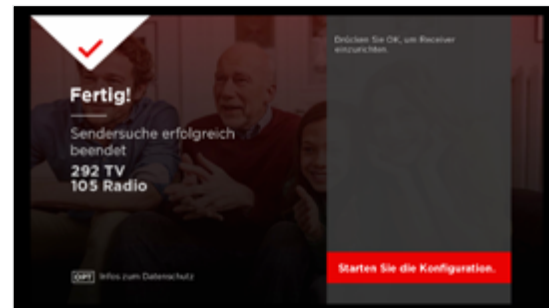 Fertig!
Sendersuche erfolgreich
beendet
292 TV
105 Radio
OPT Infos zum Datenschutz
Drücken Sie OK, um Receiver
einzurichten.
Starten Sie die Konfiguration.